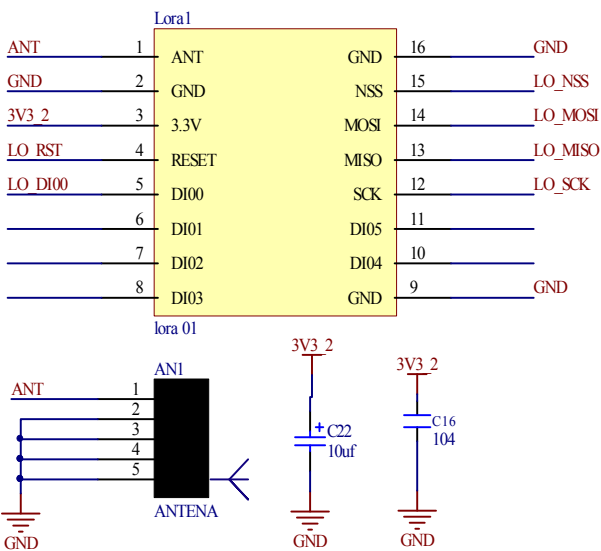 Lora1
ANT 1 ANT GND 16 GND
GND 2 GND NSS 15 LO_NSS
3V3_2 3 3.3V MOSI 14 LO_MOSI
LO_RST 4 RESET MISO 13 LO_MISO
LO_DI00 5 DI00 SCK 12 LO_SCK
6 DI01 DI05 11
7 DI02 DI04 10
8 DI03 GND 9 GND
lora 01
AN1
ANT 1
2
3
4
5
ANTENA
GND
3V3_2
+ C22
10uf
GND
3V3_2
C16
104
GND